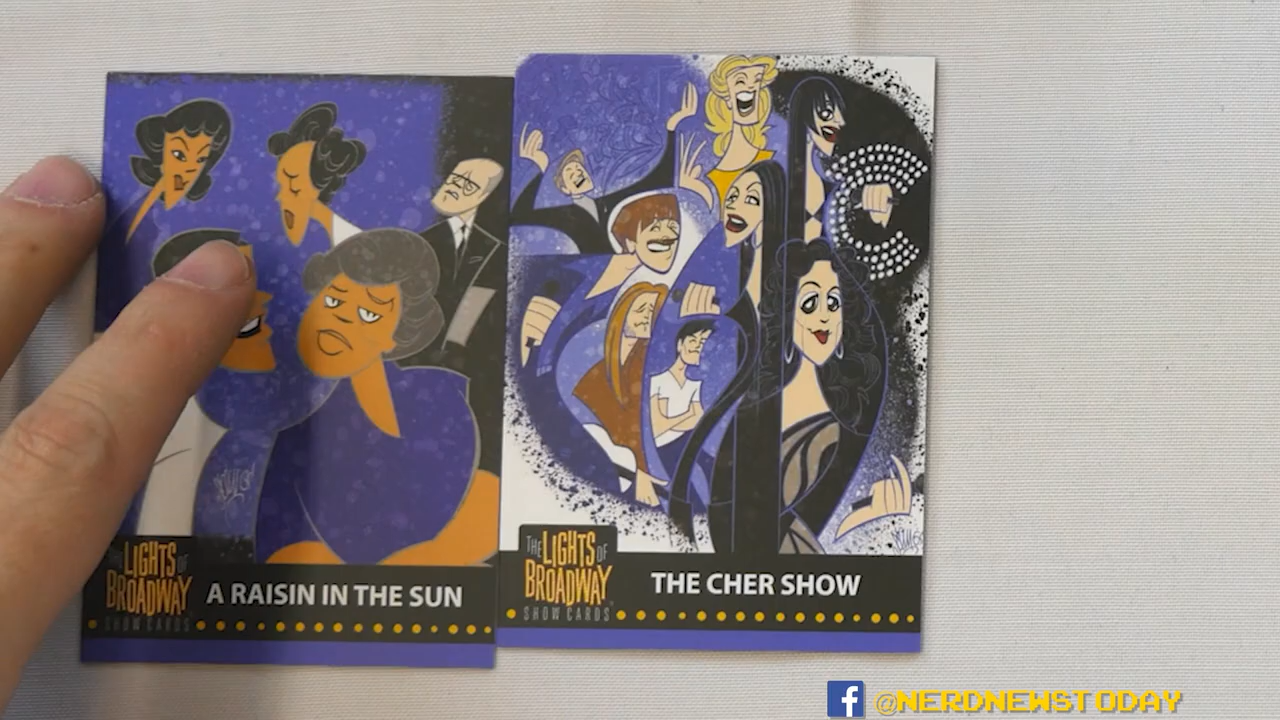 THE LIGHTS OF
BROADWAY
SHOW CARDS
A RAISIN IN THE SUN
THE LIGHTS OF
BROADWAY
SHOW CARDS
THE CHER SHOW
C
f @NERDNEWSTODAY